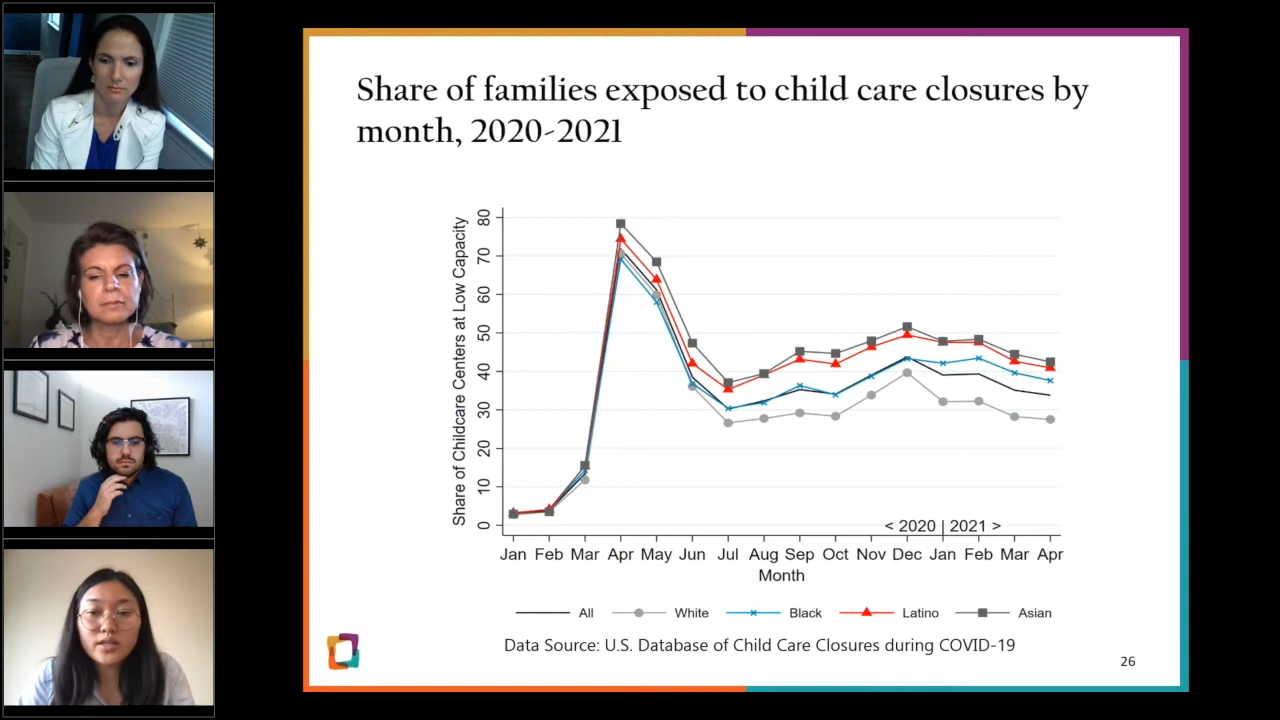 Share of families exposed to child care closures by
month, 2020-2021
Share of Childcare Centers at Low Capacity
80
70
60
50
40
30
20
10
0
< 2020 | 2021 >
Jan Feb Mar Apr May Jun Jul Aug Sep Oct Nov Dec Jan Feb Mar Apr
Month
All White Black Latino Asian
Data Source: U.S. Database of Child Care Closures during COVID-19
26